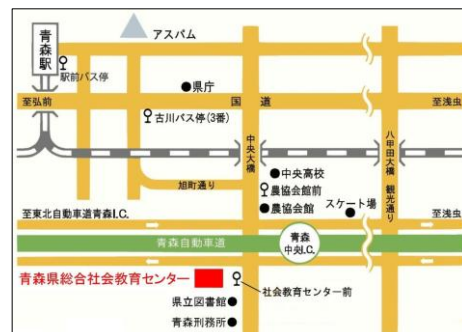 アスパム
青森駅
駅前バス停
県庁
至弘前
国道
至浅虫
古川バス停(3番)
中央大橋
八甲田大橋 観光通り
中央高校
旭町通り
農協会館前
農協会館
スケート場
至東北自動車道青森I.C.
至浅虫
青森自動車道
青森中央I.C.
青森県総合社会教育センター
社会教育センター前
県立図書館
青森刑務所